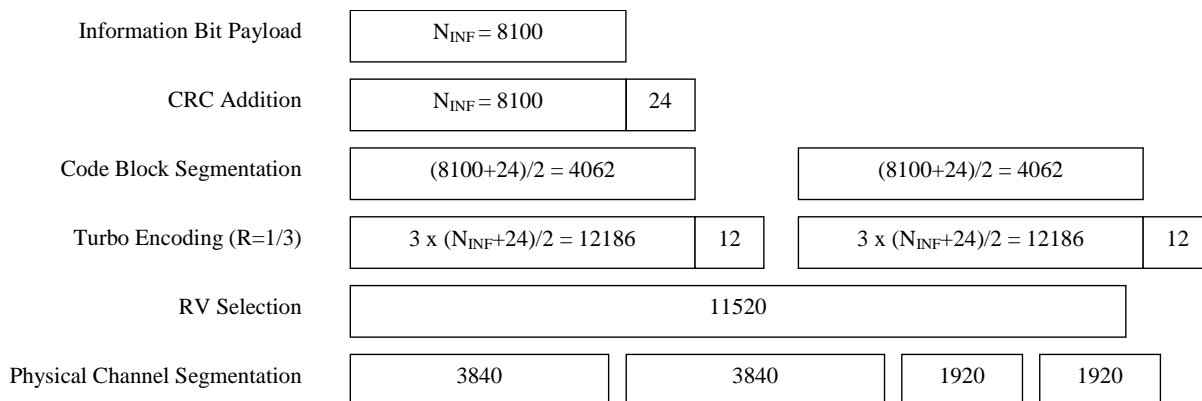 Information Bit Payload N_INF = 8100
CRC Addition N_INF = 8100 24
Code Block Segmentation (8100+24)/2 = 4062 (8100+24)/2 = 4062
Turbo Encoding (R=1/3) 3 x (N_INF+24)/2 = 12186 12 3 x (N_INF+24)/2 = 12186 12
RV Selection 11520
Physical Channel Segmentation 3840 3840 1920 1920